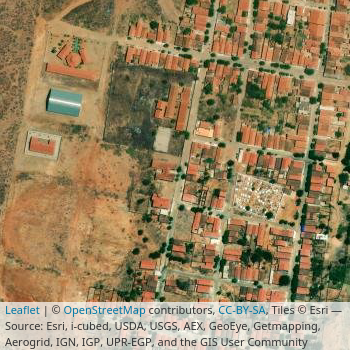 Leaflet | © OpenStreetMap contributors, CC-BY-SA, Tiles © Esri —
Source: Esri, i-cubed, USDA, USGS, AEX, GeoEye, Getmapping,
Aerogrid, IGN, IGP, UPR-EGP, and the GIS User Community